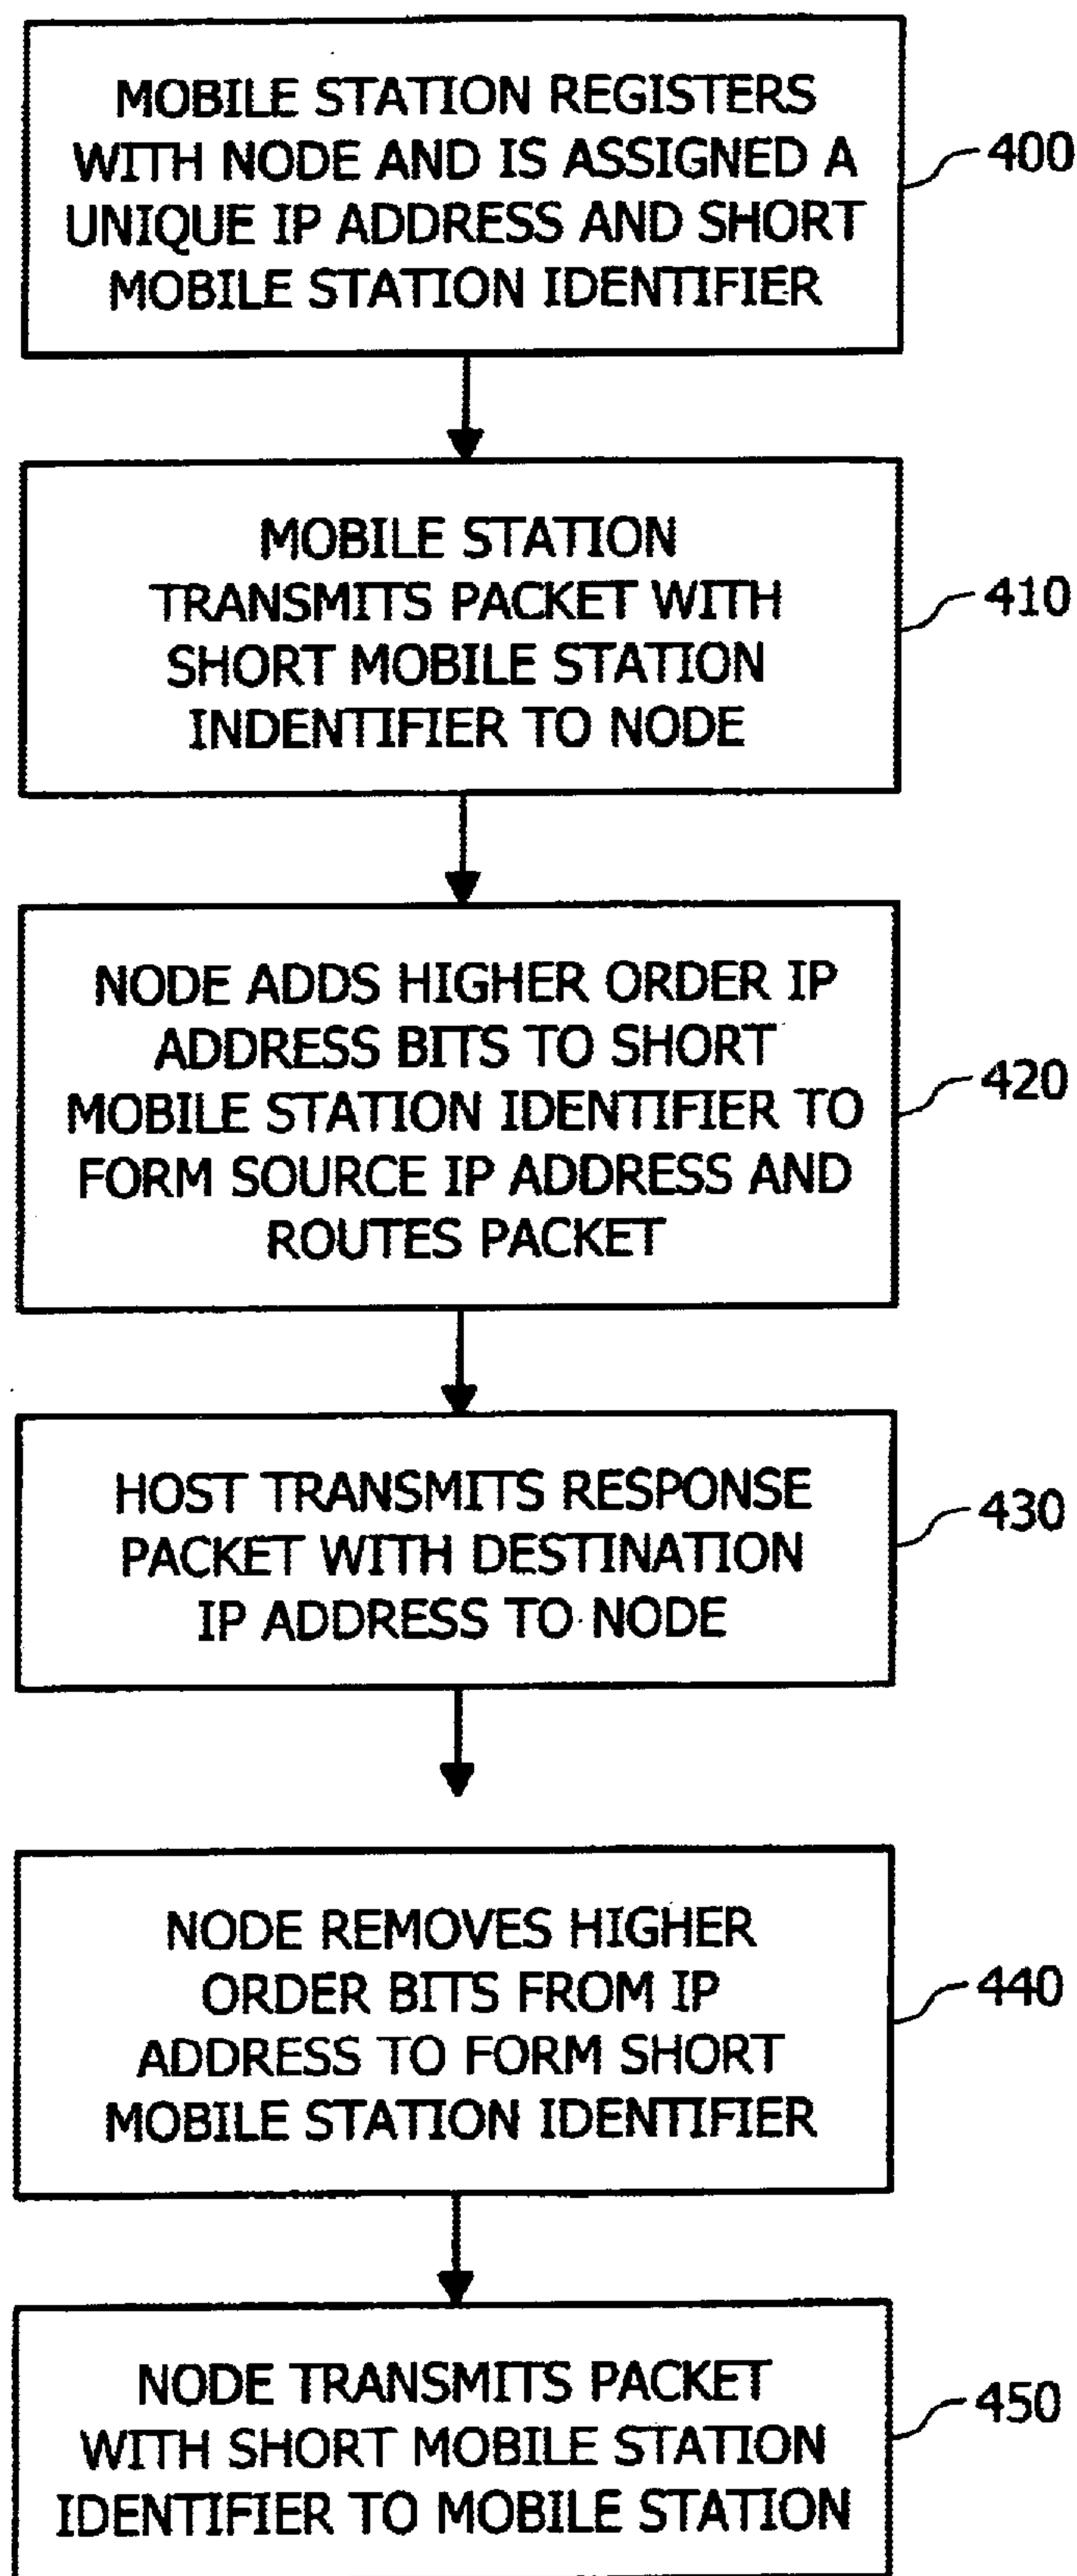 MOBILE STATION REGISTERS
WITH NODE AND IS ASSIGNED A
UNIQUE IP ADDRESS AND SHORT
MOBILE STATION IDENTIFIER
400
MOBILE STATION
TRANSMITS PACKET WITH
SHORT MOBILE STATION
INDENTIFIER TO NODE
410
NODE ADDS HIGHER ORDER IP
ADDRESS BITS TO SHORT
MOBILE STATION IDENTIFIER TO
FORM SOURCE IP ADDRESS AND
ROUTES PACKET
420
HOST TRANSMITS RESPONSE
PACKET WITH DESTINATION
IP ADDRESS TO NODE
430
NODE REMOVES HIGHER
ORDER BITS FROM IP
ADDRESS TO FORM SHORT
MOBILE STATION IDENTIFIER
440
NODE TRANSMITS PACKET
WITH SHORT MOBILE STATION
IDENTIFIER TO MOBILE STATION
450